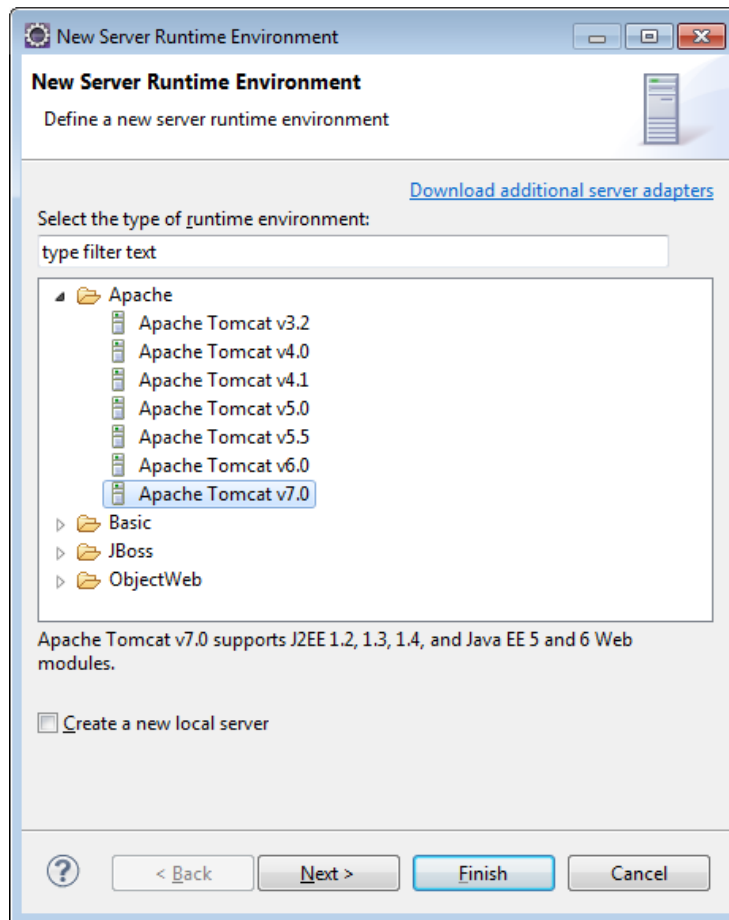 New Server Runtime Environment
New Server Runtime Environment
Define a new server runtime environment
Download additional server adapters
Select the type of runtime environment:
type filter text
Apache
Apache Tomcat v3.2
Apache Tomcat v4.0
Apache Tomcat v4.1
Apache Tomcat v5.0
Apache Tomcat v5.5
Apache Tomcat v6.0
Apache Tomcat v7.0
Basic
JBoss
ObjectWeb
Apache Tomcat v7.0 supports J2EE 1.2, 1.3, 1.4, and Java EE 5 and 6 Web
modules.
Create a new local server
? < Back Next > Finish Cancel